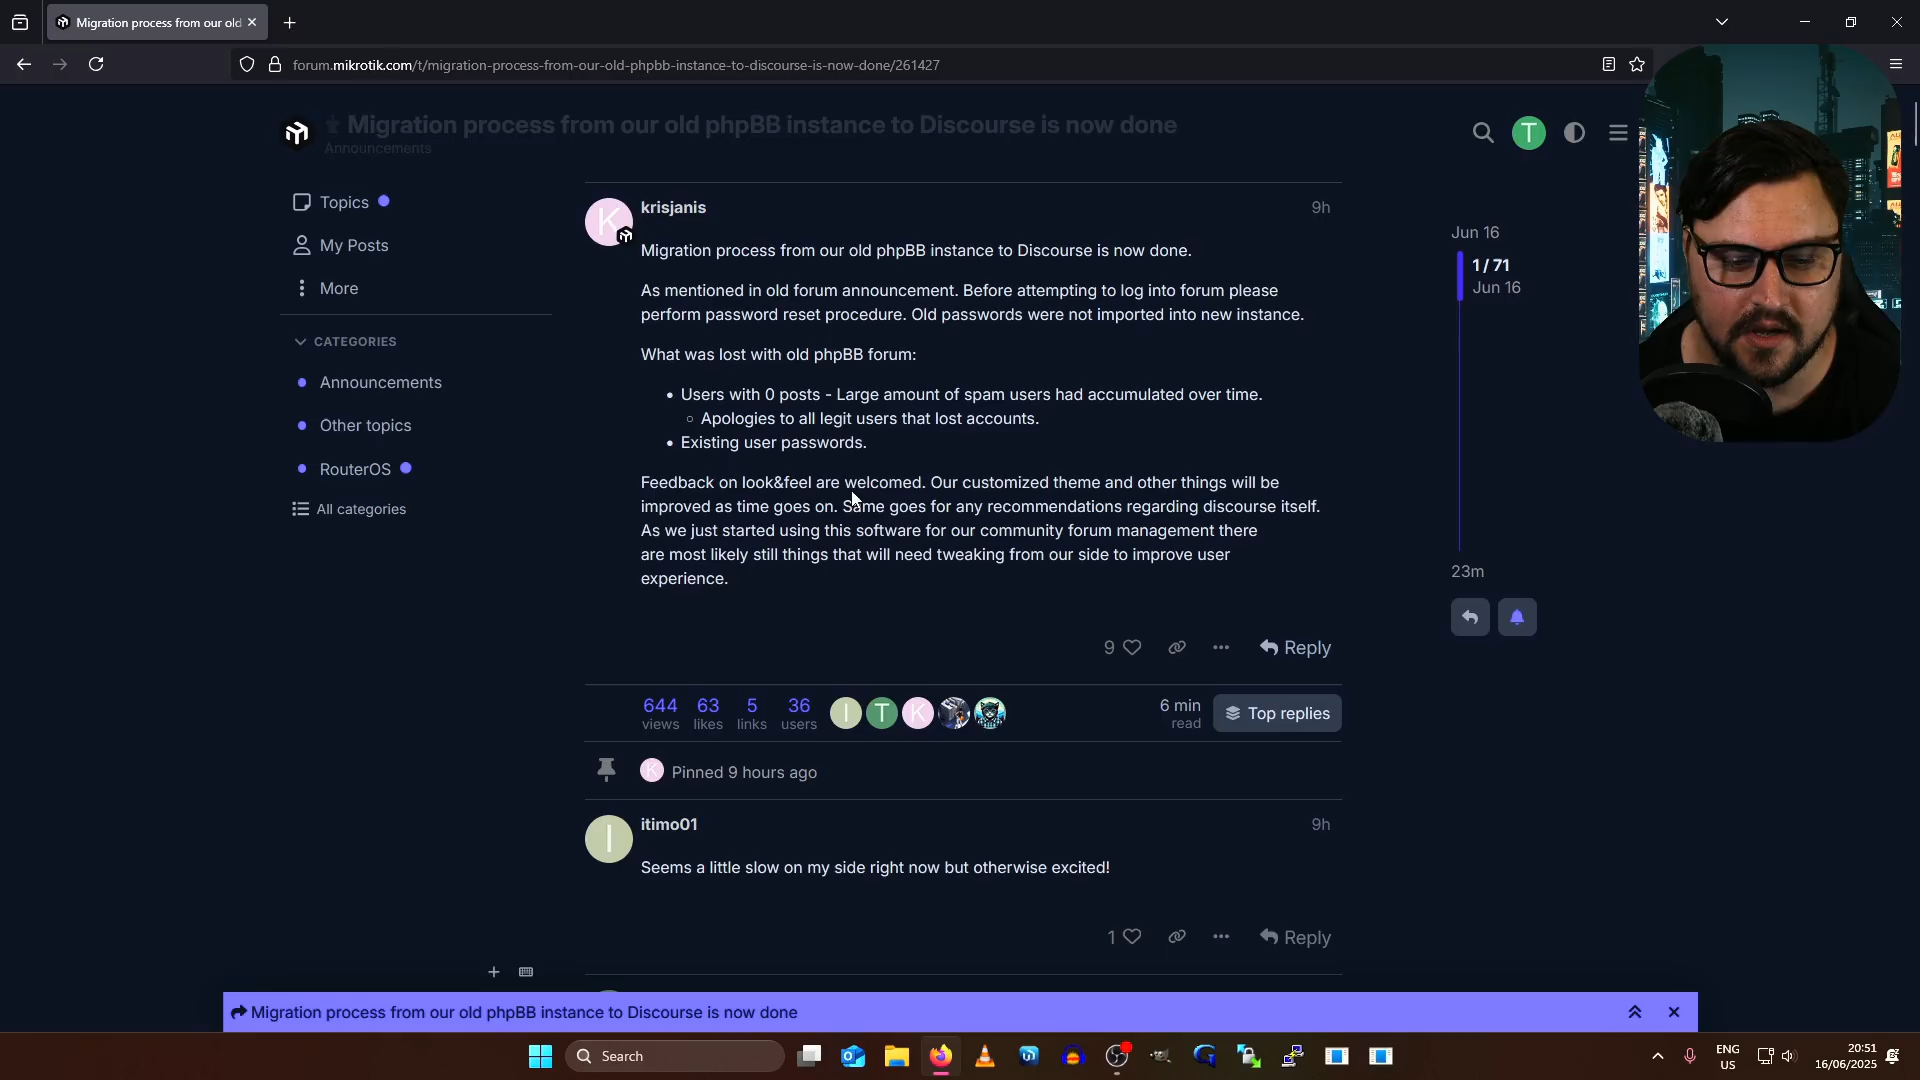 Migration process from our old
forum.mikrotik.com/t/migration-process-from-our-old-phpbb-instance-to-discourse-is-now-done/261427
Migration process from our old phpBB instance to Discourse is now done
Announcements
T
Topics
My Posts
More
CATEGORIES
Announcements
Other topics
RouterOS
All categories
K
krisjanis
9h
Migration process from our old phpBB instance to Discourse is now done.
As mentioned in old forum announcement. Before attempting to log into forum please
perform password reset procedure. Old passwords were not imported into new instance.
What was lost with old phpBB forum:
• Users with 0 posts - Large amount of spam users had accumulated over time.
◦ Apologies to all legit users that lost accounts.
• Existing user passwords.
Feedback on look&feel are welcomed. Our customized theme and other things will be
improved as time goes on. Same goes for any recommendations regarding discourse itself.
As we just started using this software for our community forum management there
are most likely still things that will need tweaking from our side to improve user
experience.
9
Reply
Jun 16
1 / 71
Jun 16
23m
644 63 5 36
views likes links users
I T K
6 min
read
Top replies
K
Pinned 9 hours ago
I
itimo01
9h
Seems a little slow on my side right now but otherwise excited!
1
Reply
Migration process from our old phpBB instance to Discourse is now done
Search
ENG
US
20:51
16/06/2025